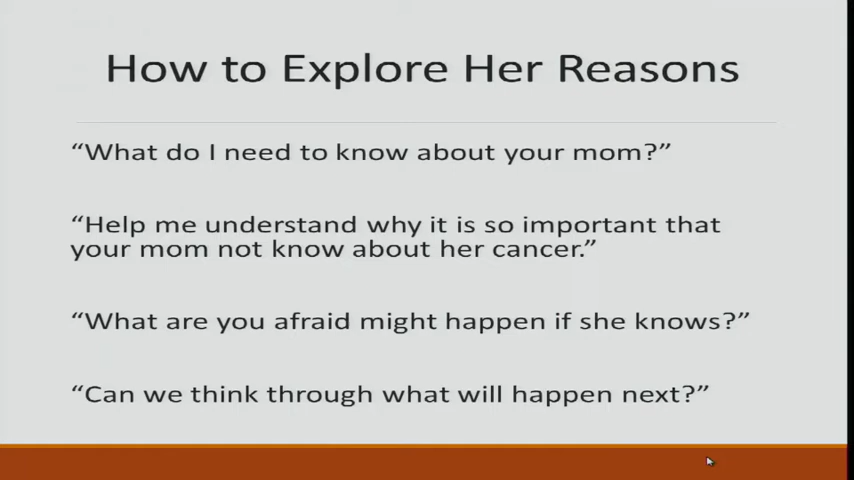 How to Explore Her Reasons
“What do I need to know about your mom?”
“Help me understand why it is so important that
your mom not know about her cancer.”
“What are you afraid might happen if she knows?”
“Can we think through what will happen next?”